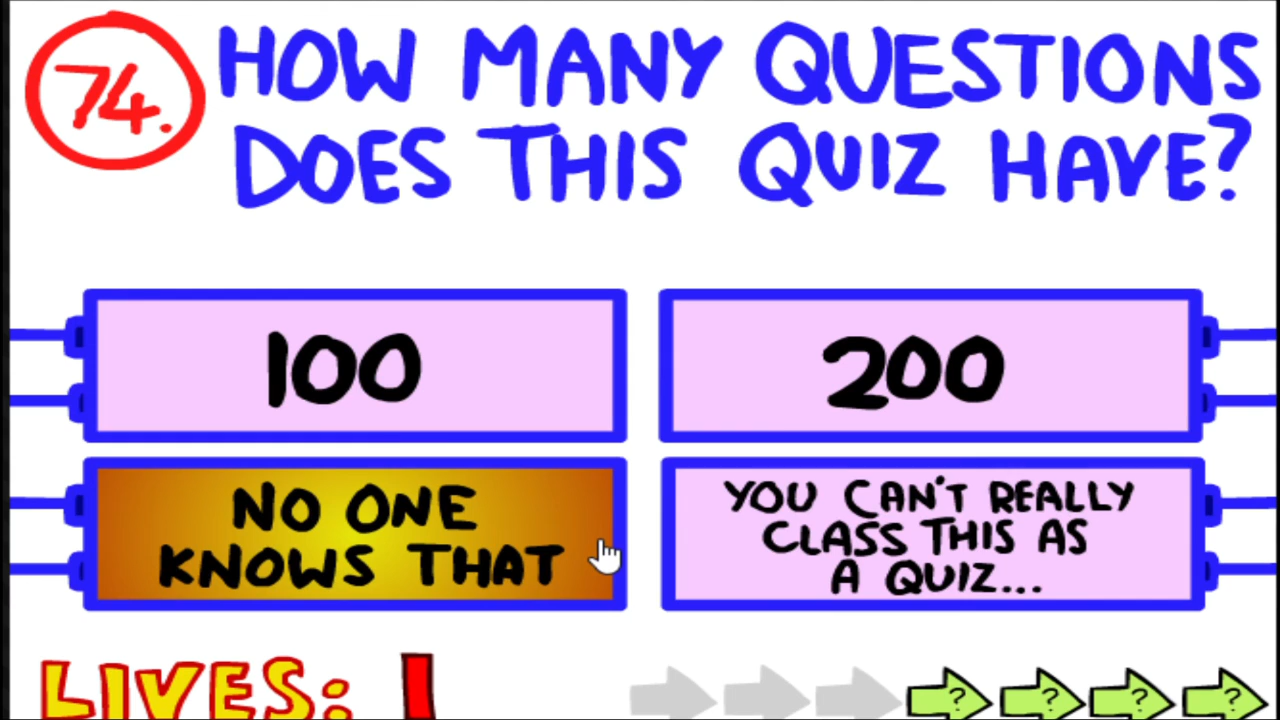 74.
HOW MANY QUESTIONS
DOES THIS QUIZ HAVE?
100
200
NO ONE
KNOWS THAT
YOU CAN'T REALLY
CLASS THIS AS
A QUIZ...
LIVES:
? ? ? ?